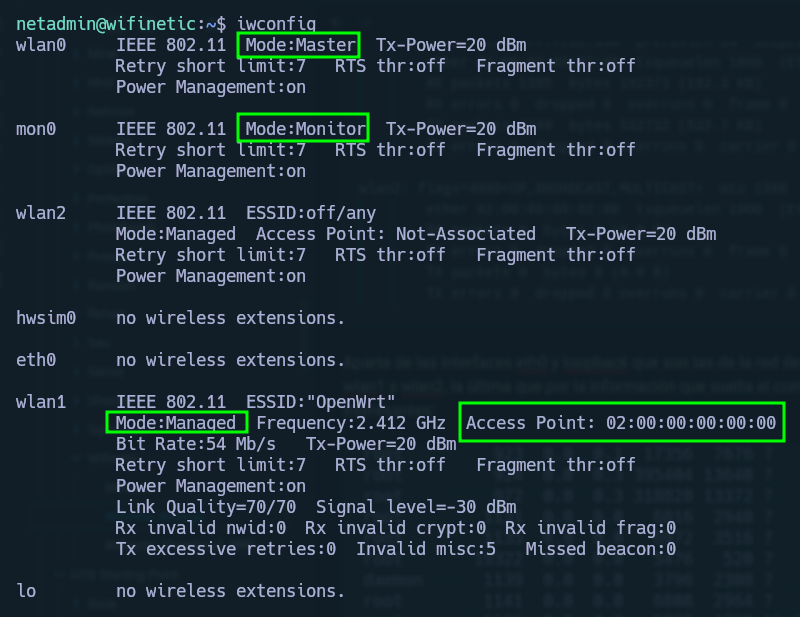 netadmin@wifinetic:~$ iwconfig
wlan0     IEEE 802.11  Mode:Master  Tx-Power=20 dBm
          Retry short limit:7   RTS thr:off   Fragment thr:off
          Power Management:on

mon0      IEEE 802.11  Mode:Monitor  Tx-Power=20 dBm
          Retry short limit:7   RTS thr:off   Fragment thr:off
          Power Management:on

wlan2     IEEE 802.11  ESSID:off/any
          Mode:Managed  Access Point: Not-Associated   Tx-Power=20 dBm
          Retry short limit:7   RTS thr:off   Fragment thr:off
          Power Management:on

hwsim0    no wireless extensions.

eth0      no wireless extensions.

wlan1     IEEE 802.11  ESSID:"OpenWrt"
          Mode:Managed  Frequency:2.412 GHz  Access Point: 02:00:00:00:00:00
          Bit Rate:54 Mb/s   Tx-Power=20 dBm
          Retry short limit:7   RTS thr:off   Fragment thr:off
          Power Management:on
          Link Quality=70/70  Signal level=-30 dBm
          Rx invalid nwid:0  Rx invalid crypt:0  Rx invalid frag:0
          Tx excessive retries:0  Invalid misc:5   Missed beacon:0

lo        no wireless extensions.